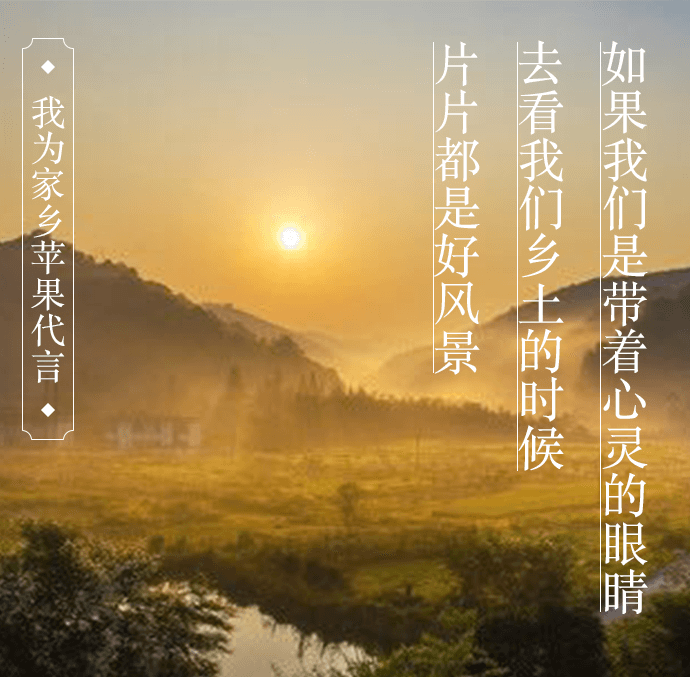 如果我们是带着心灵的眼睛
去看我们乡土的时候
片片都是好风景
我为家乡苹果代言